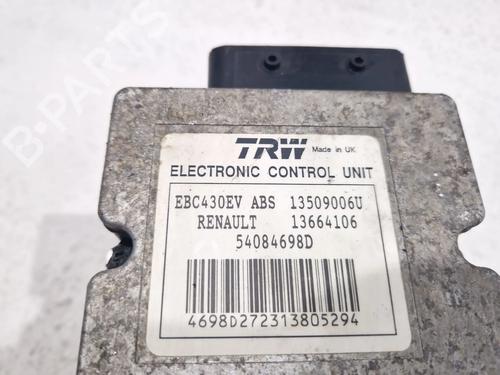 TRW Made in UK
ELECTRONIC CONTROL UNIT
EBC430EV ABS 13509006U
RENAULT 13664106
54084698D
4698D272313805294
B-PARTS